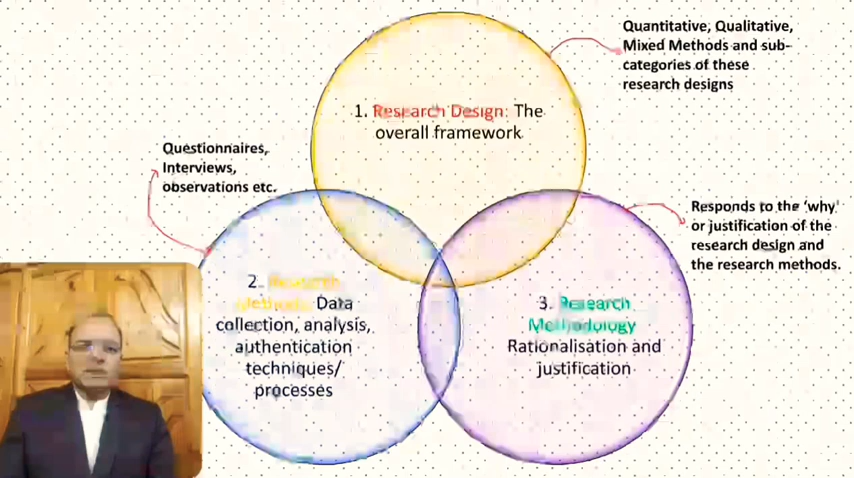 Quantitative, Qualitative,
Mixed Methods and sub-
categories of these
research designs
1. Research Design: The
overall framework
Questionnaires,
Interviews,
observations etc.
Responds to the 'why'
or justification of the
research design and
the research methods.
2. Research
Methods: Data
collection, analysis,
authentication
techniques/
processes
3. Research
Methodology
Rationalisation and
justification